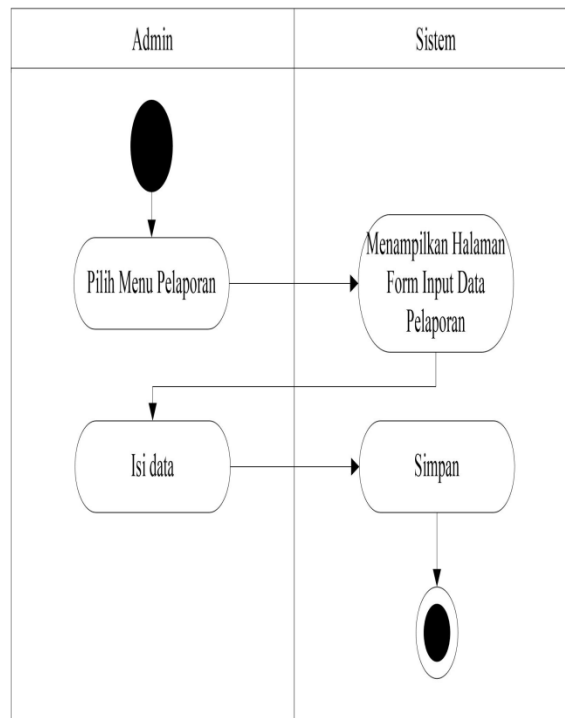 Admin
Sistem
Pilih Menu Pelaporan
Menampilkan Halaman
Form Input Data
Pelaporan
Isi data
Simpan